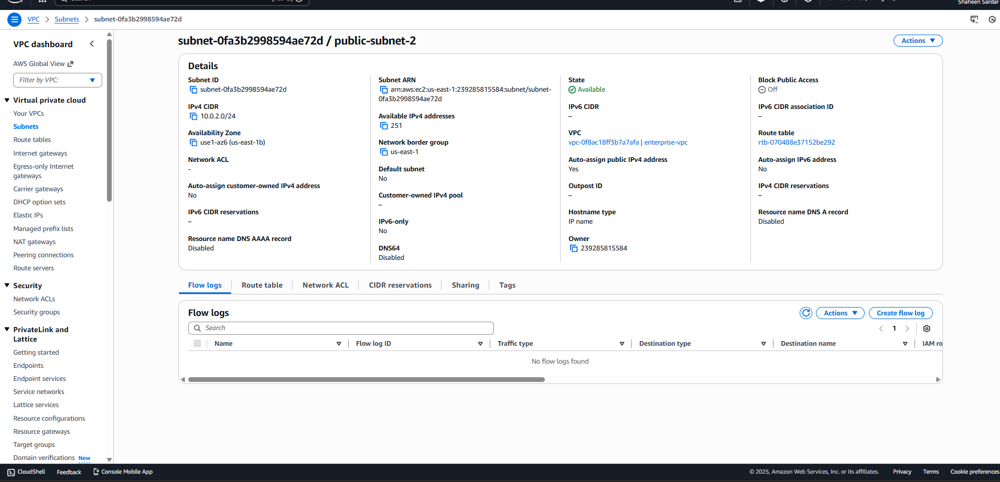 Shaheen Sardar
VPC > Subnets > subnet-0fa3b2998594ae72d
VPC dashboard
AWS Global View
Filter by VPC:
Virtual private cloud
Your VPCs
Subnets
Route tables
Internet gateways
Egress-only Internet
gateways
Carrier gateways
DHCP option sets
Elastic IPs
Managed prefix lists
NAT gateways
Peering connections
Route servers
Security
Network ACLs
Security groups
PrivateLink and
Lattice
Getting started
Endpoints
Endpoint services
Service networks
Lattice services
Resource configurations
Resource gateways
Target groups
Domain verifications New
subnet-0fa3b2998594ae72d / public-subnet-2
Actions
Details
Subnet ID
subnet-0fa3b2998594ae72d
IPv4 CIDR
10.0.2.0/24
Availability Zone
use1-az6 (us-east-1b)
Network ACL
-
Auto-assign customer-owned IPv4 address
No
IPv6 CIDR reservations
–
Resource name DNS AAAA record
Disabled
Subnet ARN
arn:aws:ec2:us-east-1:239285815584:subnet/subnet-
0fa3b2998594ae72d
Available IPv4 addresses
251
Network border group
us-east-1
Default subnet
No
Customer-owned IPv4 pool
–
IPv6-only
No
DNS64
Disabled
State
Available
IPv6 CIDR
–
VPC
vpc-0f8ac18ff3b7a7afa | enterprise-vpc
Auto-assign public IPv4 address
Yes
Outpost ID
–
Hostname type
IP name
Owner
239285815584
Block Public Access
Off
IPv6 CIDR association ID
–
Route table
rtb-070488e37152be292
Auto-assign IPv6 address
No
IPv4 CIDR reservations
–
Resource name DNS A record
Disabled
Flow logs Route table Network ACL CIDR reservations Sharing Tags
Flow logs
Actions Create flow log
Search
1
Name Flow log ID Traffic type Destination type Destination name IAM ro
No flow logs found
CloudShell Feedback Console Mobile App © 2025, Amazon Web Services, Inc. or its affiliates. Privacy Terms Cookie preferences